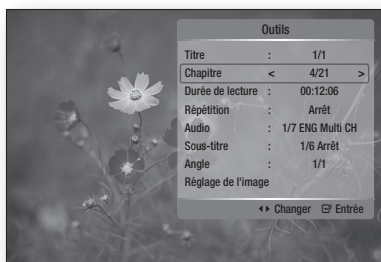 Outils
Titre : 1/1
Chapitre < 4/21 >
Durée de lecture : 00:12:06
Répétition : Arrêt
Audio : 1/7 ENG Multi CH
Sous-titre : 1/6 Arrêt
Angle : 1/1
Réglage de l'image
Changer Entrée